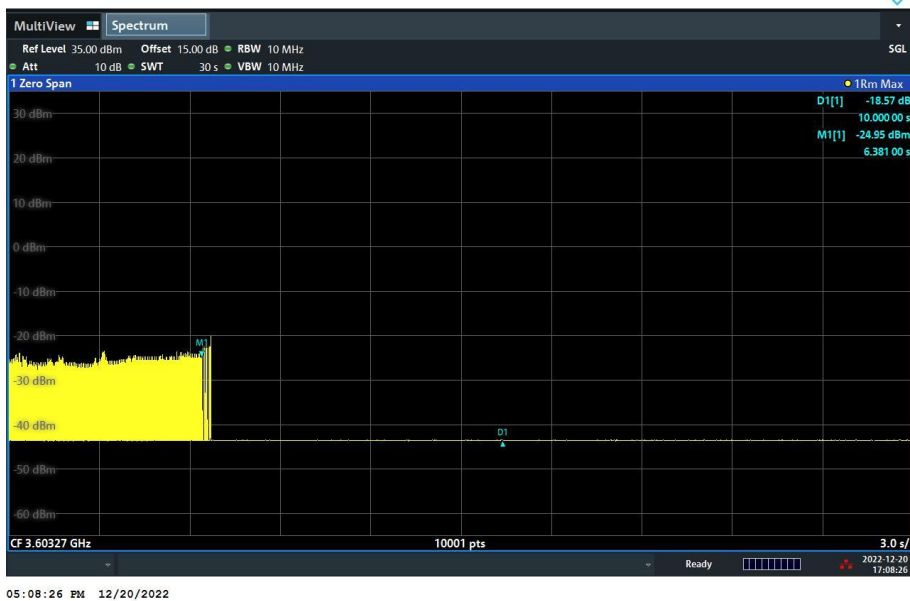 MultiView Spectrum
Ref Level 35.00 dBm Offset 15.00 dB RBW 10 MHz SGL
Att 10 dB SWT 30 s VBW 10 MHz
1 Zero Span 1Rm Max
D1[1] -18.57 dB
10.000 00 s
M1[1] -24.95 dBm
6.381 00 s
30 dBm
20 dBm
10 dBm
0 dBm
-10 dBm
-20 dBm
M1
-30 dBm
-40 dBm
D1
-50 dBm
-60 dBm
CF 3.60327 GHz 10001 pts 3.0 s/
Ready 2022-12-20
17:08:26
05:08:26 PM 12/20/2022